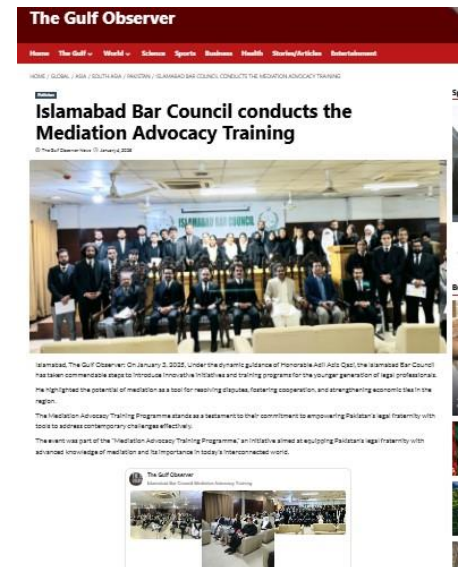 The Gulf Observer
Home The Gulf World Science Sports Business Health Stories/Articles Entertainment
HOME / GLOBAL / ASIA / SOUTH ASIA / PAKISTAN / ISLAMABAD BAR COUNCIL CONDUCTS THE MEDIATION ADVOCACY TRAINING
Pakistan
Islamabad Bar Council conducts the
Mediation Advocacy Training
The Gulf Observer News January 4, 2025
ISLAMABAD BAR COUNCIL
Islamabad, The Gulf Observer: On January 3, 2025, Under the dynamic guidance of Honorable Adil Aziz Qazi, the Islamabad Bar Council
has taken commendable steps to introduce innovative initiatives and training programs for the younger generation of legal professionals.
He highlighted the potential of mediation as a tool for resolving disputes, fostering cooperation, and strengthening economic ties in the
region.
The Mediation Advocacy Training Programme stands as a testament to their commitment to empowering Pakistan's legal fraternity with
tools to address contemporary challenges effectively.
The event was part of the "Mediation Advocacy Training Programme," an initiative aimed at equipping Pakistan's legal fraternity with
advanced knowledge of mediation and its importance in today's interconnected world.
The Gulf Observer
Islamabad Bar Council Mediation Advocacy Training